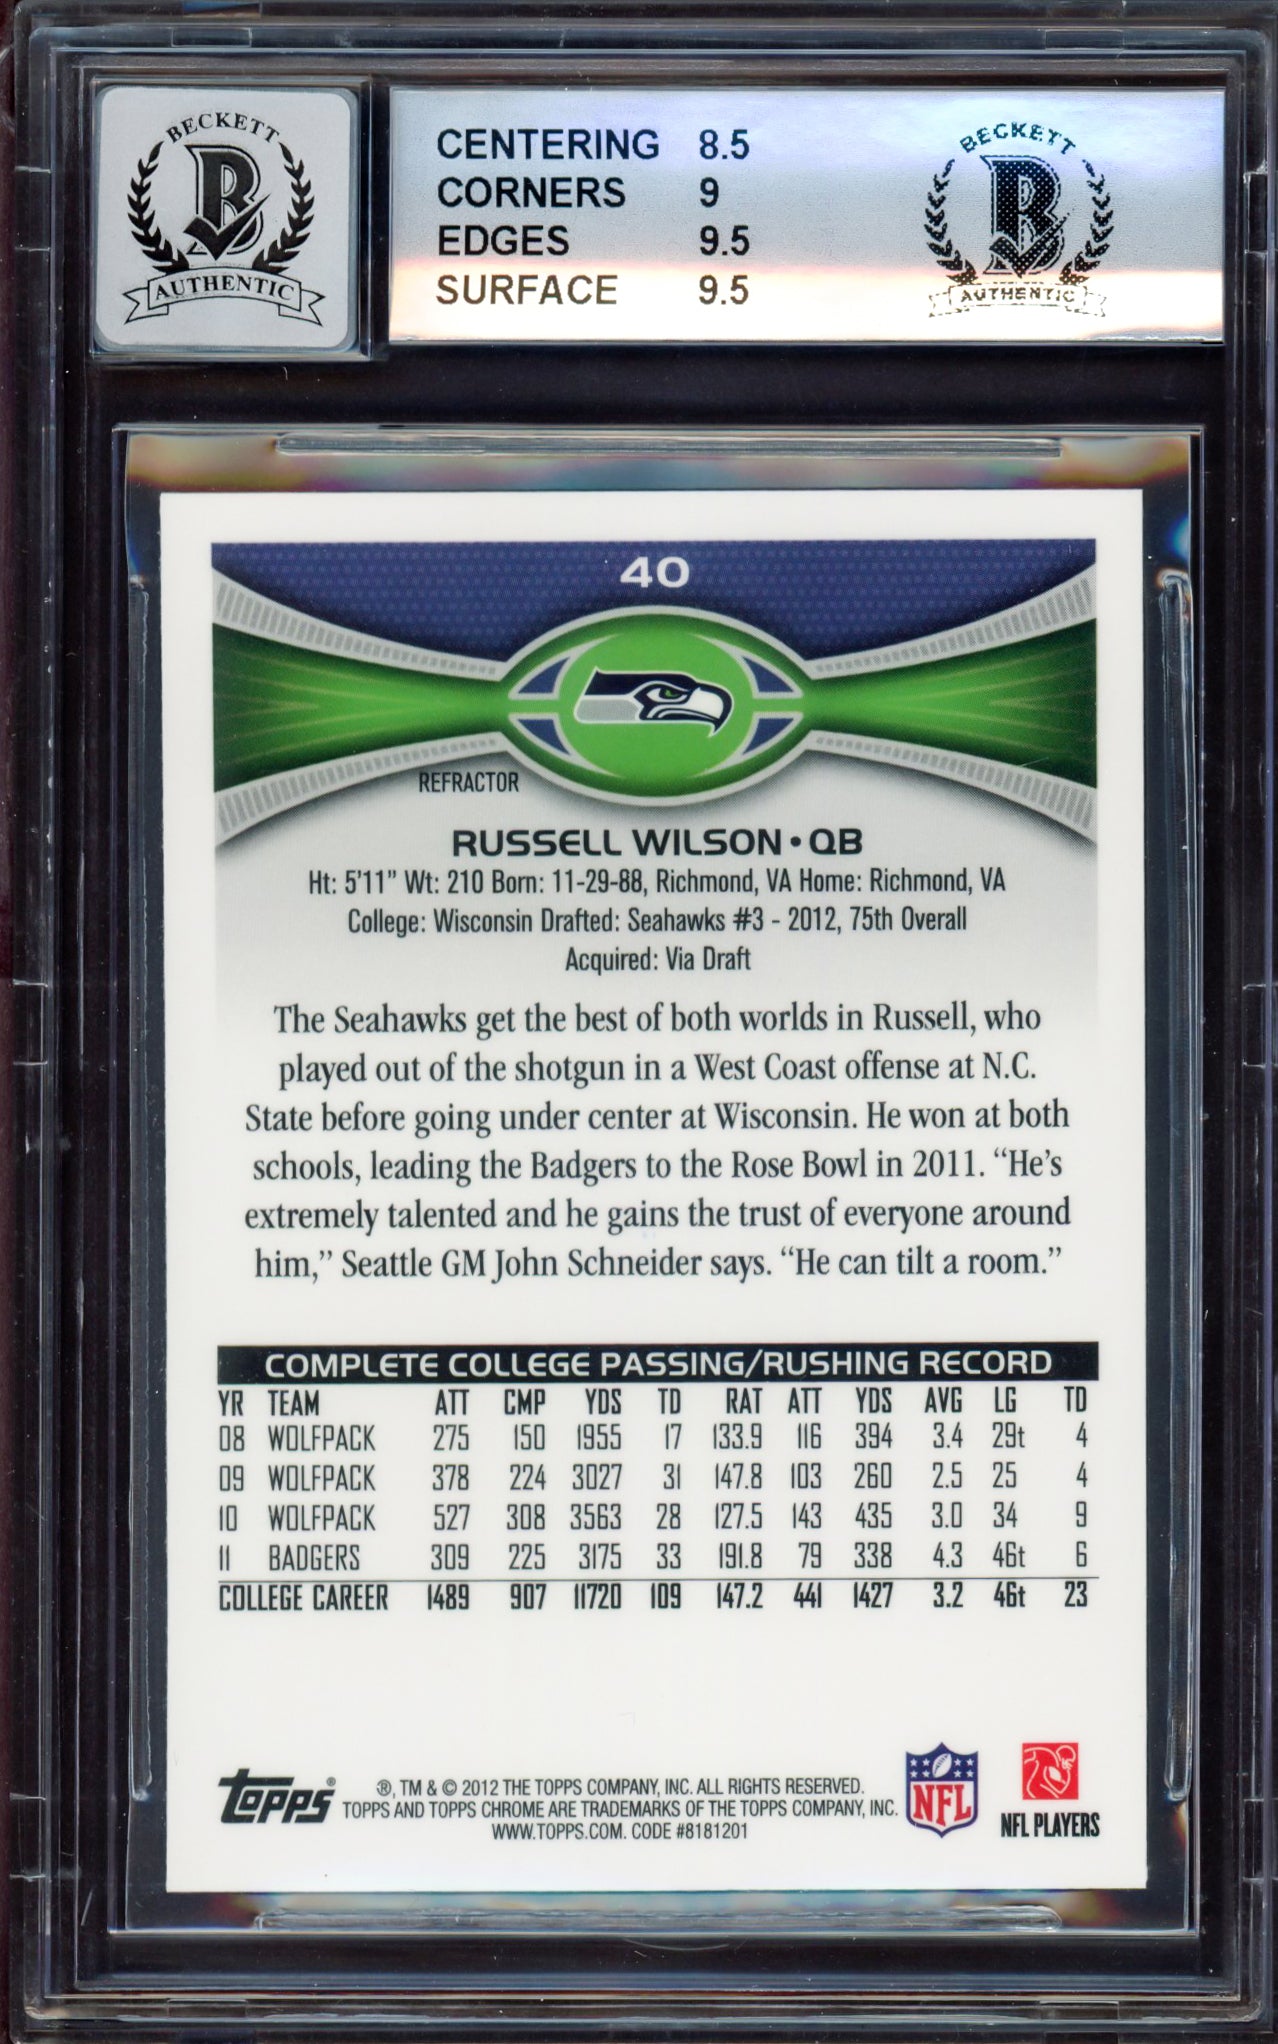 BECKETT
B
AUTHENTIC
CENTERING 8.5
CORNERS 9
EDGES 9.5
SURFACE 9.5
BECKETT
B
AUTHENTIC
40
REFRACTOR
RUSSELL WILSON • QB
Ht: 5'11" Wt: 210 Born: 11-29-88, Richmond, VA Home: Richmond, VA
College: Wisconsin Drafted: Seahawks #3 - 2012, 75th Overall
Acquired: Via Draft
The Seahawks get the best of both worlds in Russell, who
played out of the shotgun in a West Coast offense at N.C.
State before going under center at Wisconsin. He won at both
schools, leading the Badgers to the Rose Bowl in 2011. “He's
extremely talented and he gains the trust of everyone around
him,” Seattle GM John Schneider says. “He can tilt a room.”
COMPLETE COLLEGE PASSING/RUSHING RECORD
YR TEAM ATT CMP YDS TD RAT ATT YDS AVG LG TD
08 WOLFPACK 275 150 1955 17 133.9 116 394 3.4 29t 4
09 WOLFPACK 378 224 3027 31 147.8 103 260 2.5 25 4
10 WOLFPACK 527 308 3563 28 127.5 143 435 3.0 34 9
11 BADGERS 309 225 3175 33 191.8 79 338 4.3 46t 6
COLLEGE CAREER 1489 907 11720 109 147.2 441 1427 3.2 46t 23
Topps®
®, TM & © 2012 THE TOPPS COMPANY, INC. ALL RIGHTS RESERVED.
TOPPS AND TOPPS CHROME ARE TRADEMARKS OF THE TOPPS COMPANY, INC.
WWW.TOPPS.COM. CODE #8181201
NFL
NFL PLAYERS